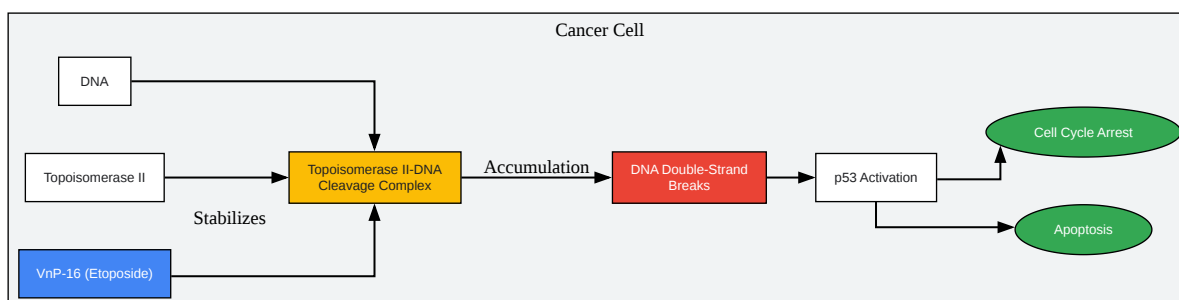 Cancer Cell
DNA
Topoisomerase II
Topoisomerase II-DNA
Cleavage Complex
Accumulation
DNA Double-Strand
Breaks
p53 Activation
Cell Cycle Arrest
Stabilizes
Apoptosis
VnP-16 (Etoposide)